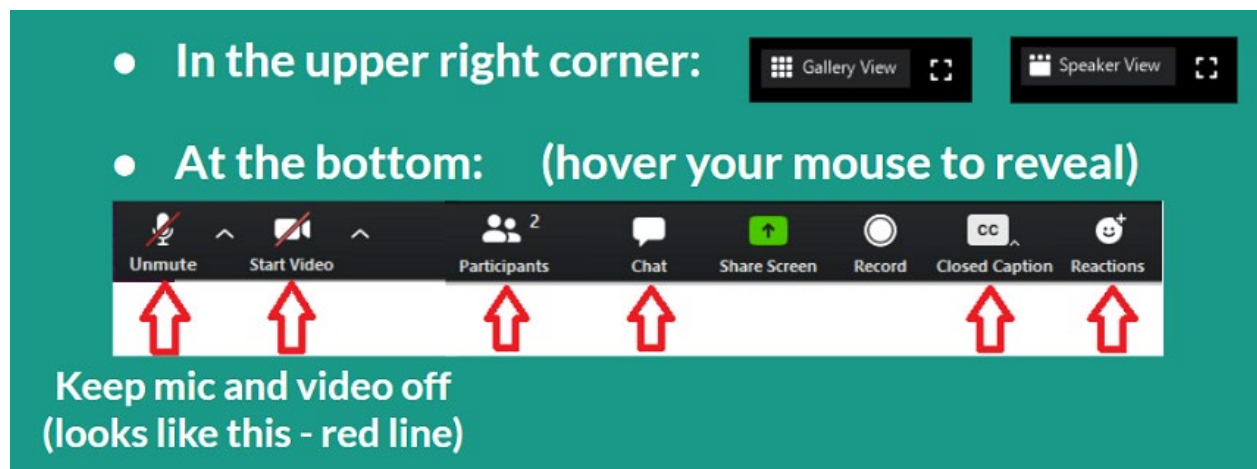 ● In the upper right corner: Gallery View Speaker View
● At the bottom: (hover your mouse to reveal)
2
CC
Unmute Start Video Participants Chat Share Screen Record Closed Caption Reactions
Keep mic and video off
(looks like this - red line)